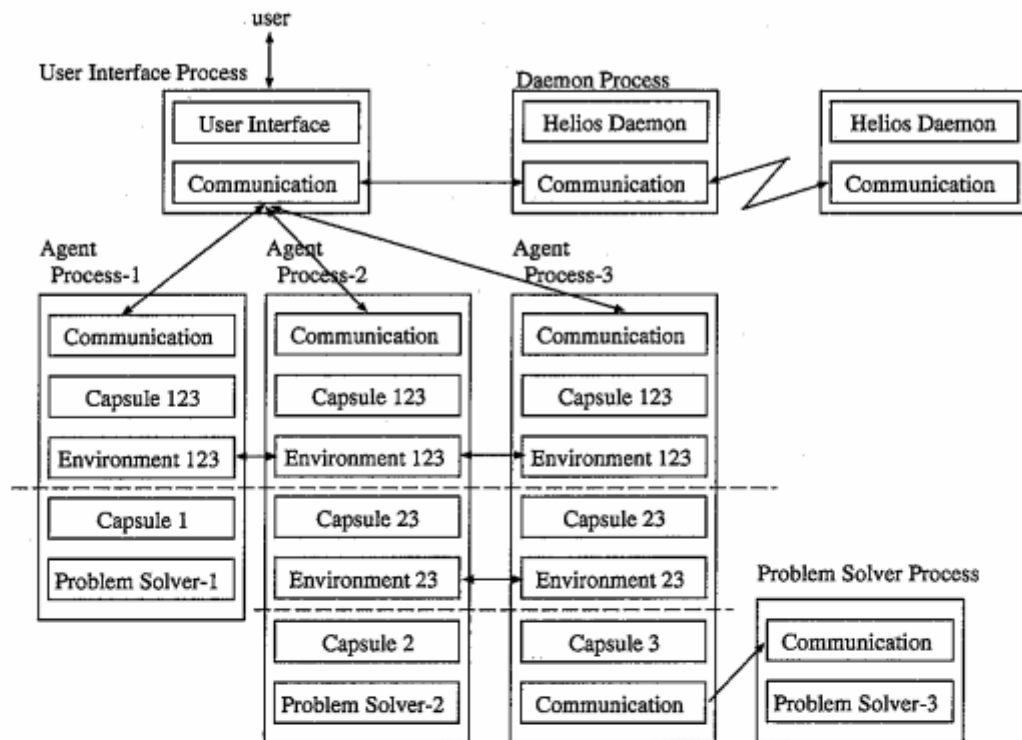 user
User Interface Process
Daemon Process
User Interface
Helios Daemon
Helios Daemon
Communication
Communication
Communication
Agent
Process-1
Agent
Process-2
Agent
Process-3
Communication
Communication
Communication
Capsule 123
Capsule 123
Capsule 123
Environment 123
Environment 123
Environment 123
Capsule 1
Capsule 23
Capsule 23
Problem Solver-1
Environment 23
Environment 23
Problem Solver Process
Capsule 2
Capsule 3
Communication
Problem Solver-2
Communication
Problem Solver-3